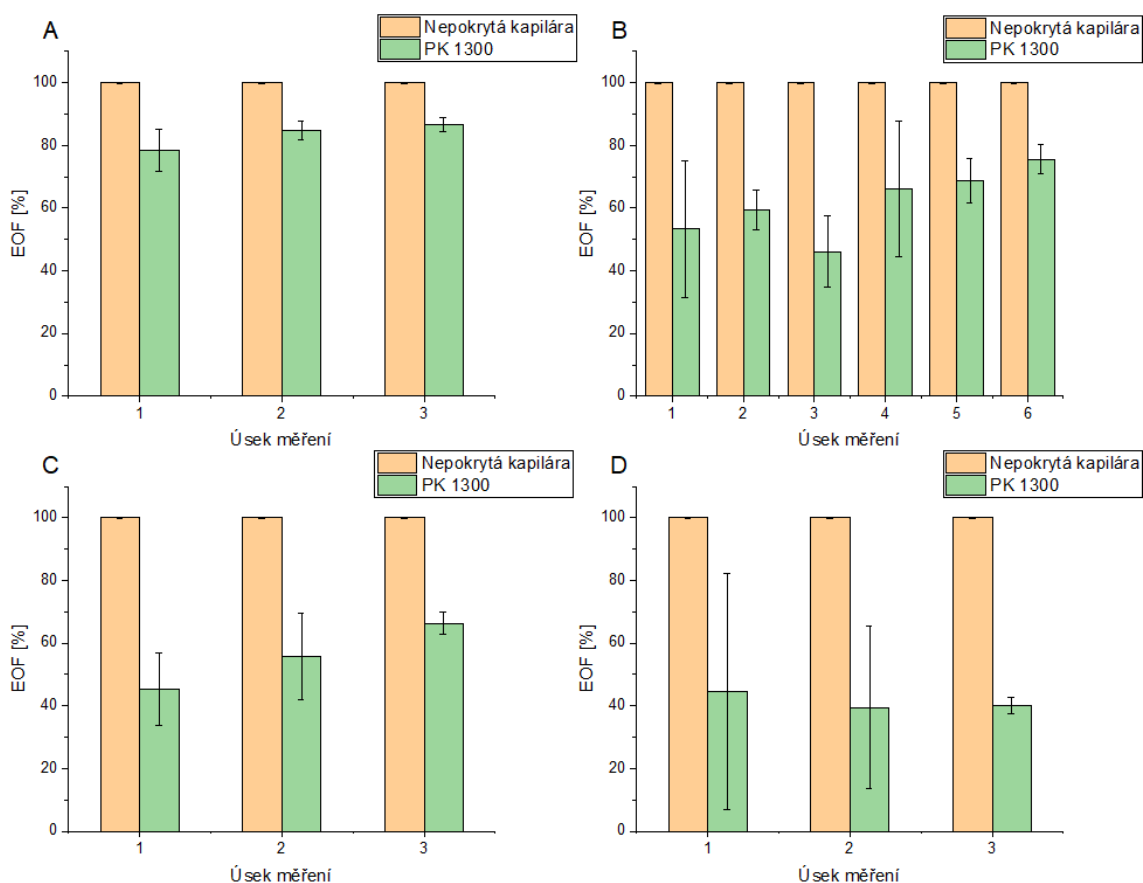 A
Nepokrytá kapilára
PK 1300
EOF [%]
100
80
60
40
20
0
1 2 3
Úsek měření
B
Nepokrytá kapilára
PK 1300
EOF [%]
100
80
60
40
20
0
1 2 3 4 5 6
Úsek měření
C
Nepokrytá kapilára
PK 1300
EOF [%]
100
80
60
40
20
0
1 2 3
Úsek měření
D
Nepokrytá kapilára
PK 1300
EOF [%]
100
80
60
40
20
0
1 2 3
Úsek měření